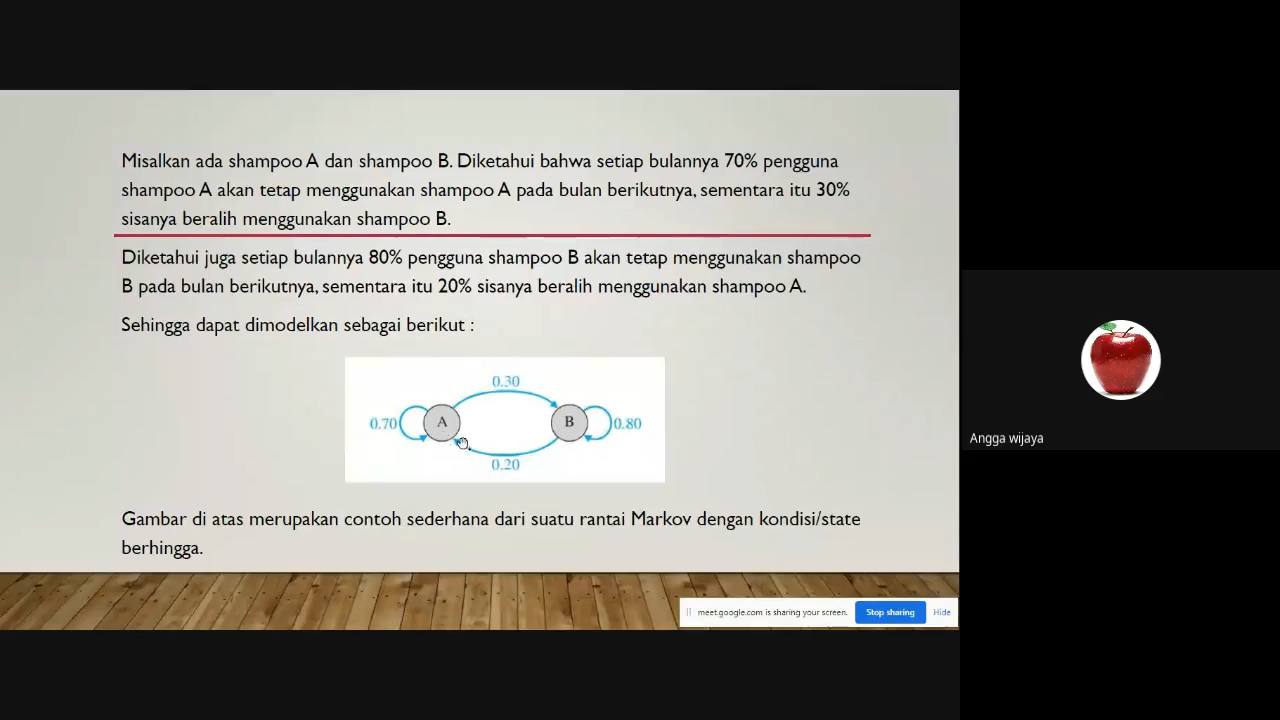 Misalkan ada shampoo A dan shampoo B. Diketahui bahwa setiap bulannya 70% pengguna
shampoo A akan tetap menggunakan shampoo A pada bulan berikutnya, sementara itu 30%
sisanya beralih menggunakan shampoo B.
Diketahui juga setiap bulannya 80% pengguna shampoo B akan tetap menggunakan shampoo
B pada bulan berikutnya, sementara itu 20% sisanya beralih menggunakan shampoo A.
Sehingga dapat dimodelkan sebagai berikut :
0.30
0.70 A B 0.80
0.20
Gambar di atas merupakan contoh sederhana dari suatu rantai Markov dengan kondisi/state
berhingga.
meet.google.com is sharing your screen. Stop sharing Hide
Angga wijaya